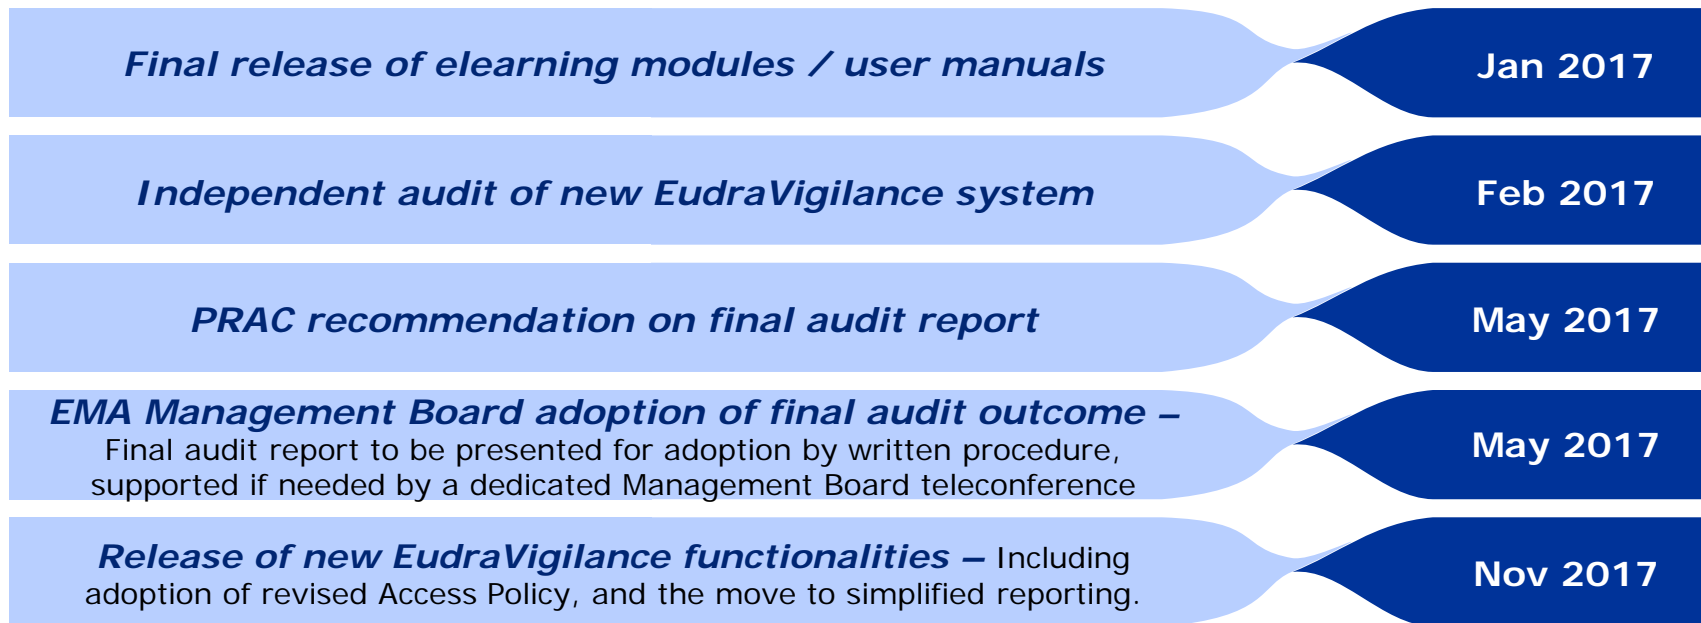 Final release of elearning modules / user manuals
Jan 2017
Independent audit of new EudraVigilance system
Feb 2017
PRAC recommendation on final audit report
May 2017
EMA Management Board adoption of final audit outcome –
Final audit report to be presented for adoption by written procedure,
supported if needed by a dedicated Management Board teleconference
May 2017
Release of new EudraVigilance functionalities – Including
adoption of revised Access Policy, and the move to simplified reporting.
Nov 2017